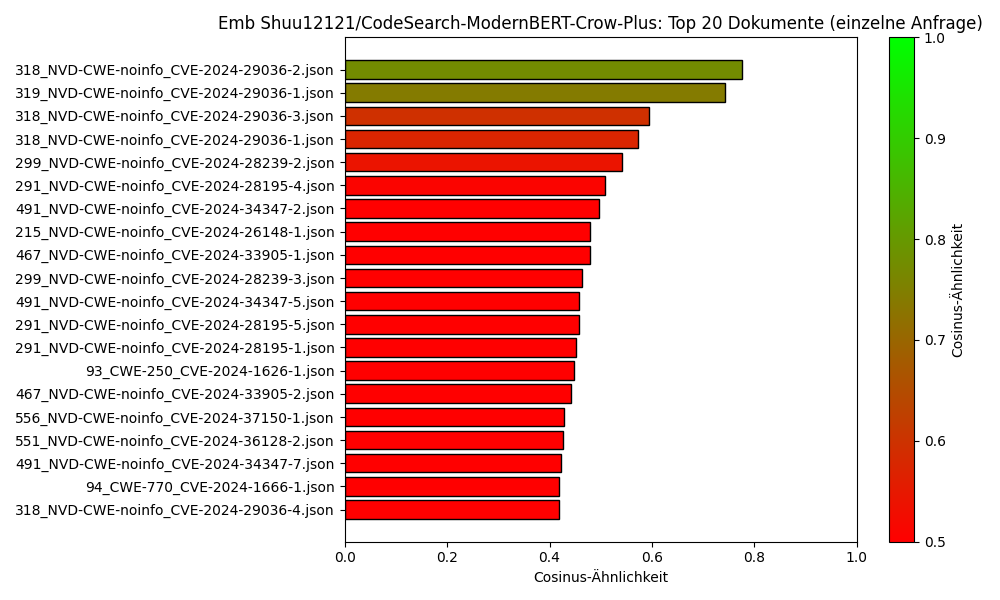 Emb Shuu12121/CodeSearch-ModernBERT-Crow-Plus: Top 20 Dokumente (einzelne Anfrage)
318_NVD-CWE-noinfo_CVE-2024-29036-2.json
319_NVD-CWE-noinfo_CVE-2024-29036-1.json
318_NVD-CWE-noinfo_CVE-2024-29036-3.json
318_NVD-CWE-noinfo_CVE-2024-29036-1.json
299_NVD-CWE-noinfo_CVE-2024-28239-2.json
291_NVD-CWE-noinfo_CVE-2024-28195-4.json
491_NVD-CWE-noinfo_CVE-2024-34347-2.json
215_NVD-CWE-noinfo_CVE-2024-26148-1.json
467_NVD-CWE-noinfo_CVE-2024-33905-1.json
299_NVD-CWE-noinfo_CVE-2024-28239-3.json
491_NVD-CWE-noinfo_CVE-2024-34347-5.json
291_NVD-CWE-noinfo_CVE-2024-28195-5.json
291_NVD-CWE-noinfo_CVE-2024-28195-1.json
93_CWE-250_CVE-2024-1626-1.json
467_NVD-CWE-noinfo_CVE-2024-33905-2.json
556_NVD-CWE-noinfo_CVE-2024-37150-1.json
551_NVD-CWE-noinfo_CVE-2024-36128-2.json
491_NVD-CWE-noinfo_CVE-2024-34347-7.json
94_CWE-770_CVE-2024-1666-1.json
318_NVD-CWE-noinfo_CVE-2024-29036-4.json
0.0 0.2 0.4 0.6 0.8 1.0
Cosinus-Ähnlichkeit
1.0
0.9
0.8
0.7
0.6
0.5
Cosinus-Ähnlichkeit